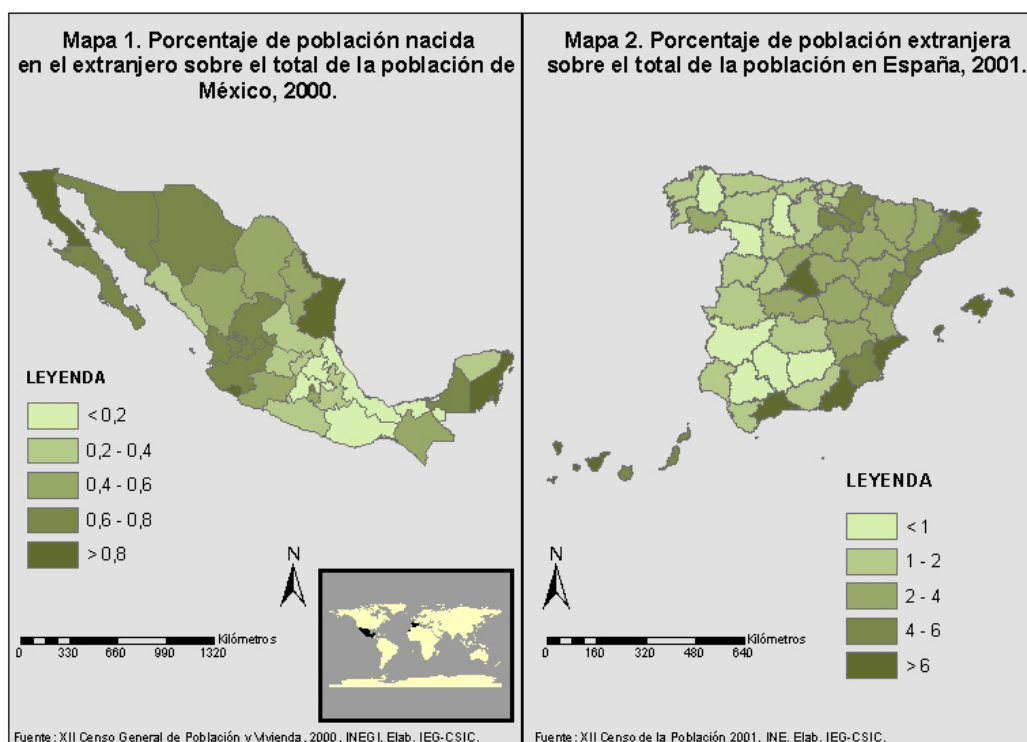 Mapa 1. Porcentaje de población nacida
en el extranjero sobre el total de la población de
México, 2000.
LEYENDA
< 0,2
0,2 - 0,4
0,4 - 0,6
0,6 - 0,8
> 0,8
N
Kilómetros
0 330 660 990 1320
Fuente: XII Censo General de Población y Vivienda, 2000, INEGI. Elab. IEG-CSIC.
Mapa 2. Porcentaje de población extranjera
sobre el total de la población en España, 2001.
LEYENDA
< 1
1 - 2
2 - 4
4 - 6
> 6
N
Kilómetros
0 160 320 480 640
Fuente: XII Censo de la Población 2001, INE. Elab. IEG-CSIC.